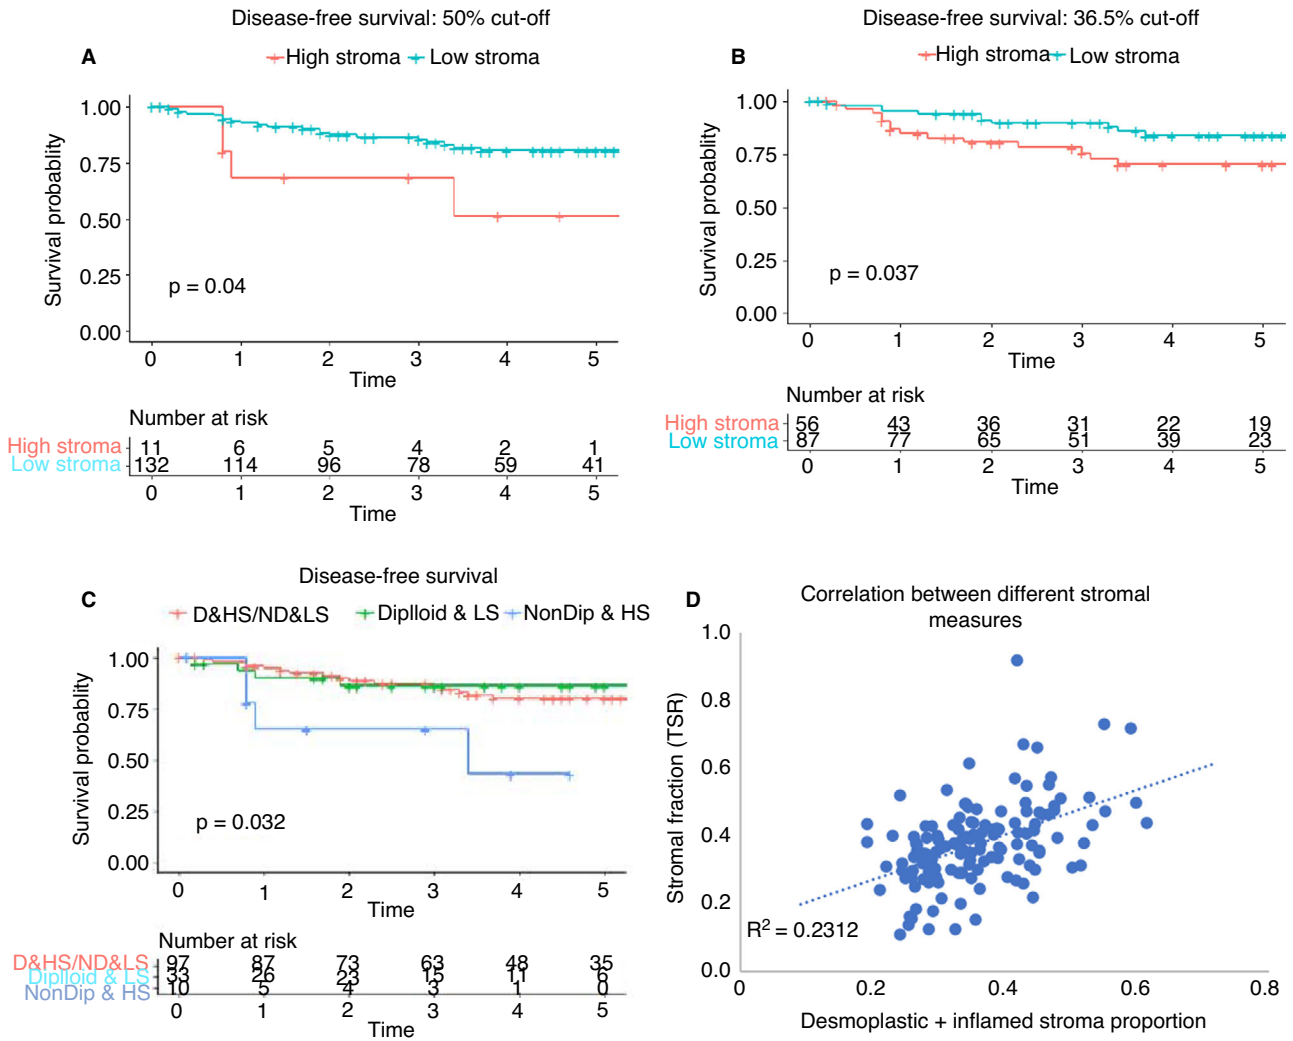 Disease-free survival: 50% cut-off
A
High stroma Low stroma
Survival probablity
1.00
0.75
0.50
0.25
0.00
p = 0.04
0 1 2 3 4 5
Time
Number at risk
High stroma 11 6 5 4 2 1
Low stroma 132 114 96 78 59 41
0 1 2 3 4 5
Time
Disease-free survival: 36.5% cut-off
B
High stroma Low stroma
Survival probablity
1.00
0.75
0.50
0.25
0.00
p = 0.037
0 1 2 3 4 5
Time
Number at risk
High stroma 56 43 36 31 22 19
Low stroma 87 77 65 51 39 23
0 1 2 3 4 5
Time
Disease-free survival
C
D&HS/ND&LS Diplloid & LS NonDip & HS
Survival probablity
1.00
0.75
0.50
0.25
0.00
p = 0.032
0 1 2 3 4 5
Time
Number at risk
D&HS/ND&LS 97 87 73 63 48 35
Diplloid & LS 33 26 23 15 11 6
NonDip & HS 10 5 4 3 1 0
0 1 2 3 4 5
Time
D
Correlation between different stromal
measures
Stromal fraction (TSR)
1.0
0.8
0.6
0.4
0.2
0.0
R² = 0.2312
0 0.2 0.4 0.6 0.8
Desmoplastic + inflamed stroma proportion